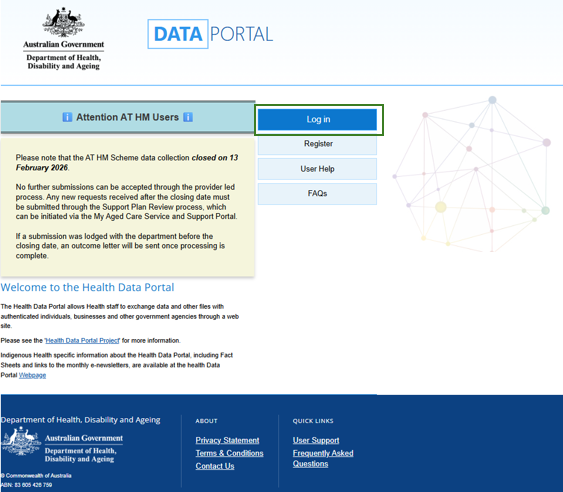 Australian Government
Department of Health,
Disability and Ageing
DATA PORTAL
Attention AT HM Users
Please note that the AT HM Scheme data collection closed on 13
February 2026.
No further submissions can be accepted through the provider led
process. Any new requests received after the closing date must
be submitted through the Support Plan Review process, which
can be initiated via the My Aged Care Service and Support Portal.
If a submission was lodged with the department before the
closing date, an outcome letter will be sent once processing is
complete.
Log in
Register
User Help
FAQs
Welcome to the Health Data Portal
The Health Data Portal allows Health staff to exchange data and other files with
authenticated individuals, businesses and other government agencies through a web
site.
Please see the 'Health Data Portal Project' for more information.
Indigenous Health specific information about the Health Data Portal, including Fact
Sheets and links to the monthly e-newsletters, are available at the health Data
Portal Webpage
Department of Health, Disability and Ageing
Australian Government
Department of Health,
Disability and Ageing
© Commonwealth of Australia
ABN: 83 605 426 759
ABOUT
Privacy Statement
Terms & Conditions
Contact Us
QUICK LINKS
User Support
Frequently Asked
Questions